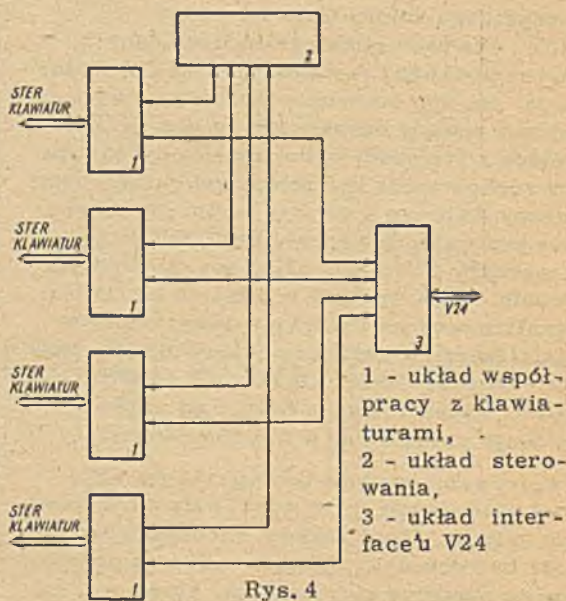 2
STER
KLAWIATUR
1
STER
KLAWIATUR
1
V24
3
STER
KLAWIATUR
1
STER
KLAWIATUR
1
1 - układ współ-
pracy z klawia-
turami,
2 - układ stero-
wania,
3 - układ inter-
face'u V24
Rys. 4